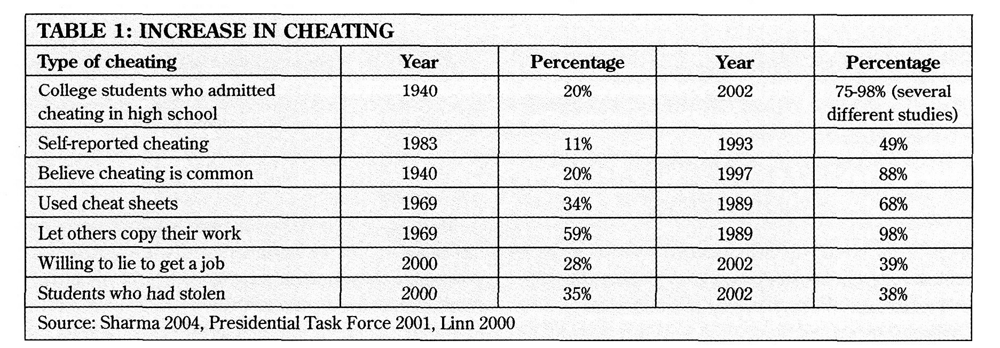 TABLE 1: INCREASE IN CHEATING
Type of cheating Year Percentage Year Percentage
College students who admitted 1940 20% 2002 75-98% (several
cheating in high school different studies)
Self-reported cheating 1983 11% 1993 49%
Believe cheating is common 1940 20% 1997 88%
Used cheat sheets 1969 34% 1989 68%
Let others copy their work 1969 59% 1989 98%
Willing to lie to get a job 2000 28% 2002 39%
Students who had stolen 2000 35% 2002 38%
Source: Sharma 2004, Presidential Task Force 2001, Linn 2000